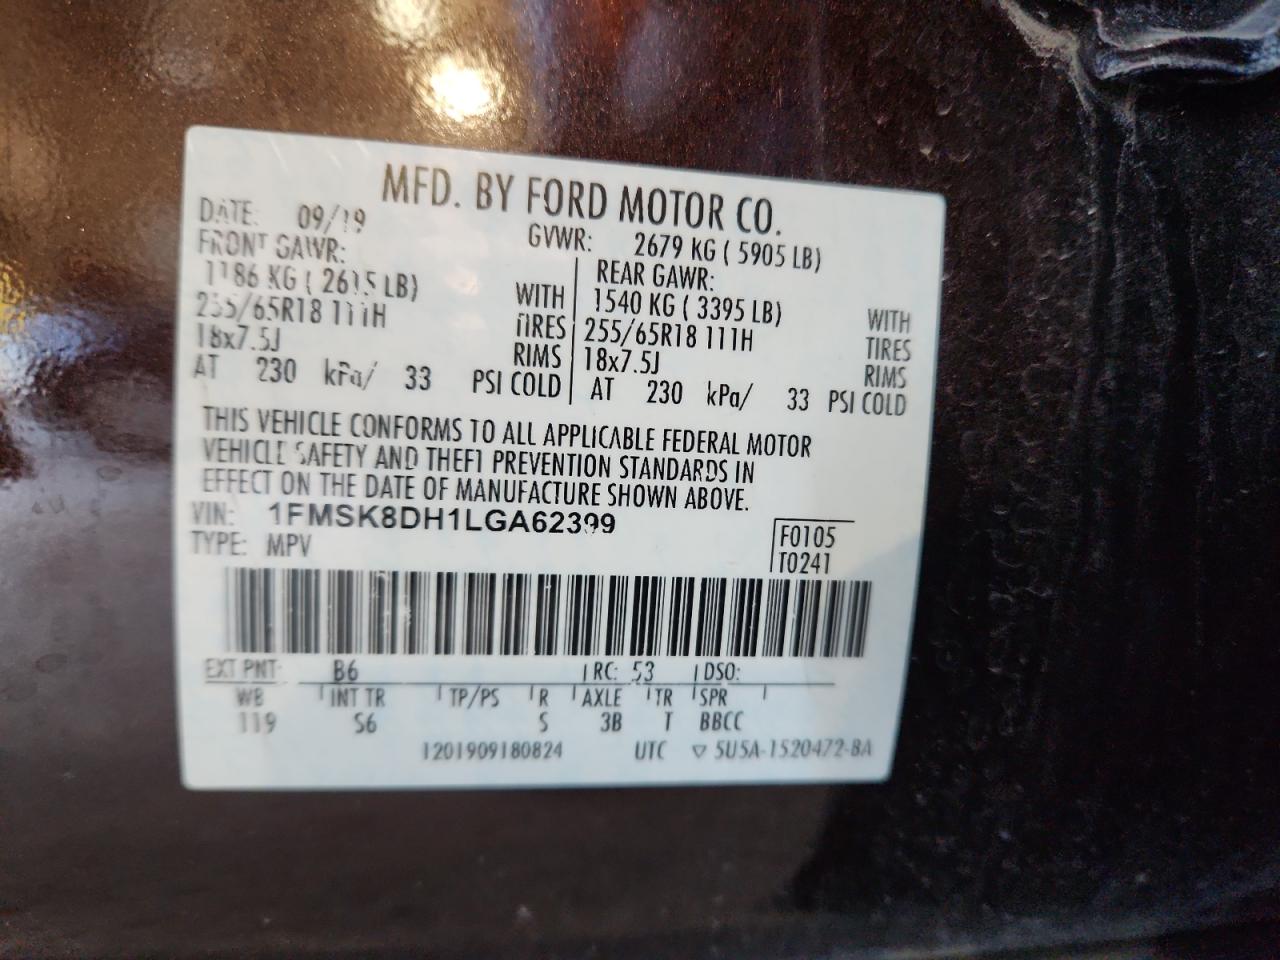 MFD. BY FORD MOTOR CO.
DATE: 09/19 GVWR: 2679 KG ( 5905 LB)
FRONT GAWR: REAR GAWR:
1186 KG ( 2615 LB) WITH 1540 KG ( 3395 LB) WITH
255/65R18 111H TIRES 255/65R18 111H TIRES
18x7.5J RIMS 18x7.5J RIMS
AT 230 kPa/ 33 PSI COLD AT 230 kPa/ 33 PSI COLD
THIS VEHICLE CONFORMS TO ALL APPLICABLE FEDERAL MOTOR
VEHICLE SAFETY AND THEFT PREVENTION STANDARDS IN
EFFECT ON THE DATE OF MANUFACTURE SHOWN ABOVE.
VIN: 1FMSK8DH1LGA62399
TYPE: MPV
F0105
T0241
EXT PNT: B6 RC: 53 DSO:
WB INT TR TP/PS R AXLE TR SPR
119 S6 S 3B T BBCC
1201909180824 UTC ▽ 5U5A-1520472-BA